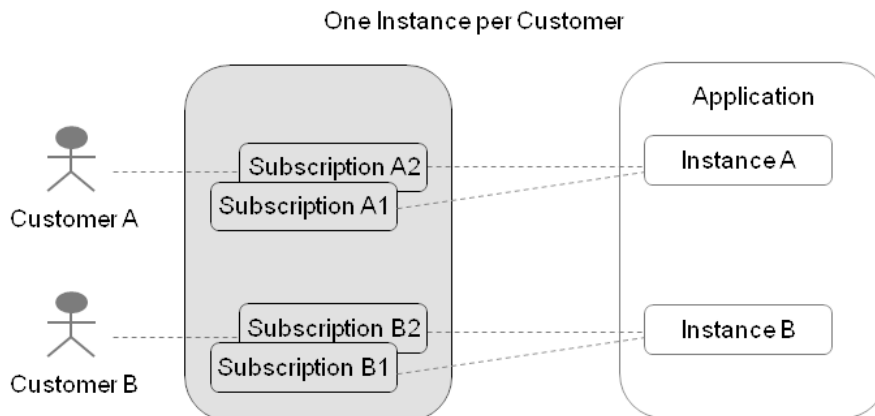 One Instance per Customer
Application
Subscription A2
Instance A
Subscription A1
Customer A
Subscription B2
Instance B
Subscription B1
Customer B